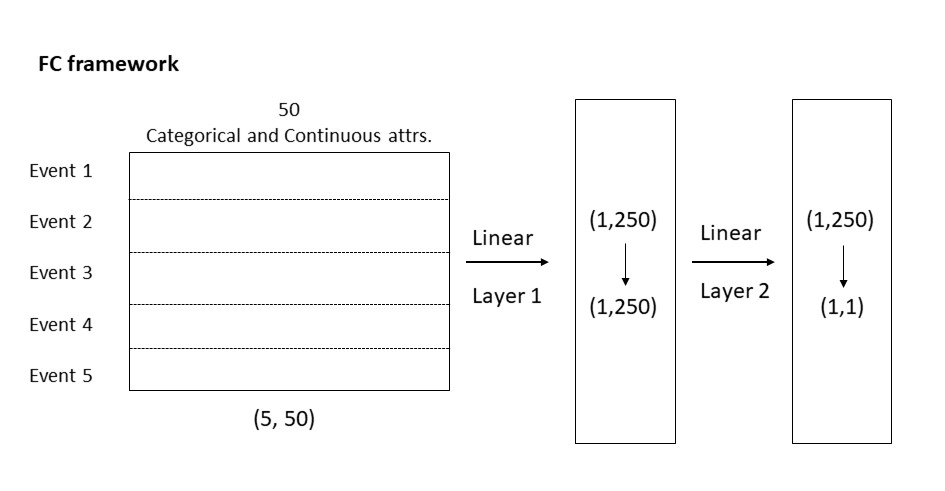 FC framework
50
Categorical and Continuous attrs.
Event 1
Event 2
Event 3
Event 4
Event 5
(5, 50)
Linear
Layer 1
(1,250)
(1,250)
Linear
Layer 2
(1,250)
(1,1)